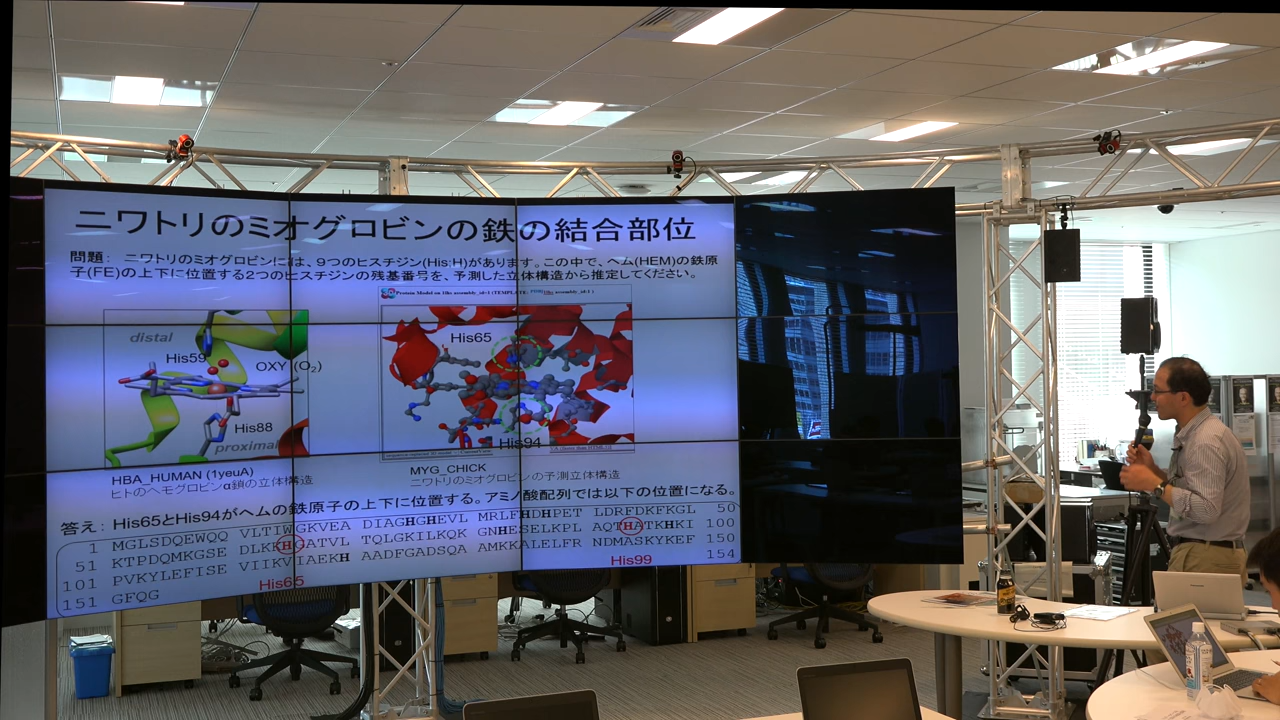 ニワトリのミオグロビンの鉄の結合部位
問題: ニワトリのミオグロビンには、9つのヒスチジン(His,H)があります。この中で、ヘム(HEM)の鉄原
子(FE)の上下に位置する2つのヒスチジンの残基番号を、予測した立体構造から推定してください。
distal
His59
OXY (O2)
His88
proximal
HBA_HUMAN (1yeuA)
ヒトのヘモグロビンα鎖の立体構造
His65
His94
MYG_CHICK
ニワトリのミオグロビンの予測立体構造
答え: His65とHis94がヘムの鉄原子の上下に位置する。アミノ酸配列では以下の位置になる。
1 MGLSDQEWQQ VLTIWGKVEA DIAGHGHEVL MRLFHDHPET LDRFDKFKGL 50
51 KTPDQMKGSE DLKKHGATVL TQLGKILKQK GNHESELKPL AQTHATKHKI 100
101 PVKYLEFISE VIIKVIAEKH AADFGADSQA AMKKALELFR NDMASKYKEF 150
151 GFQG 154
His65
His99